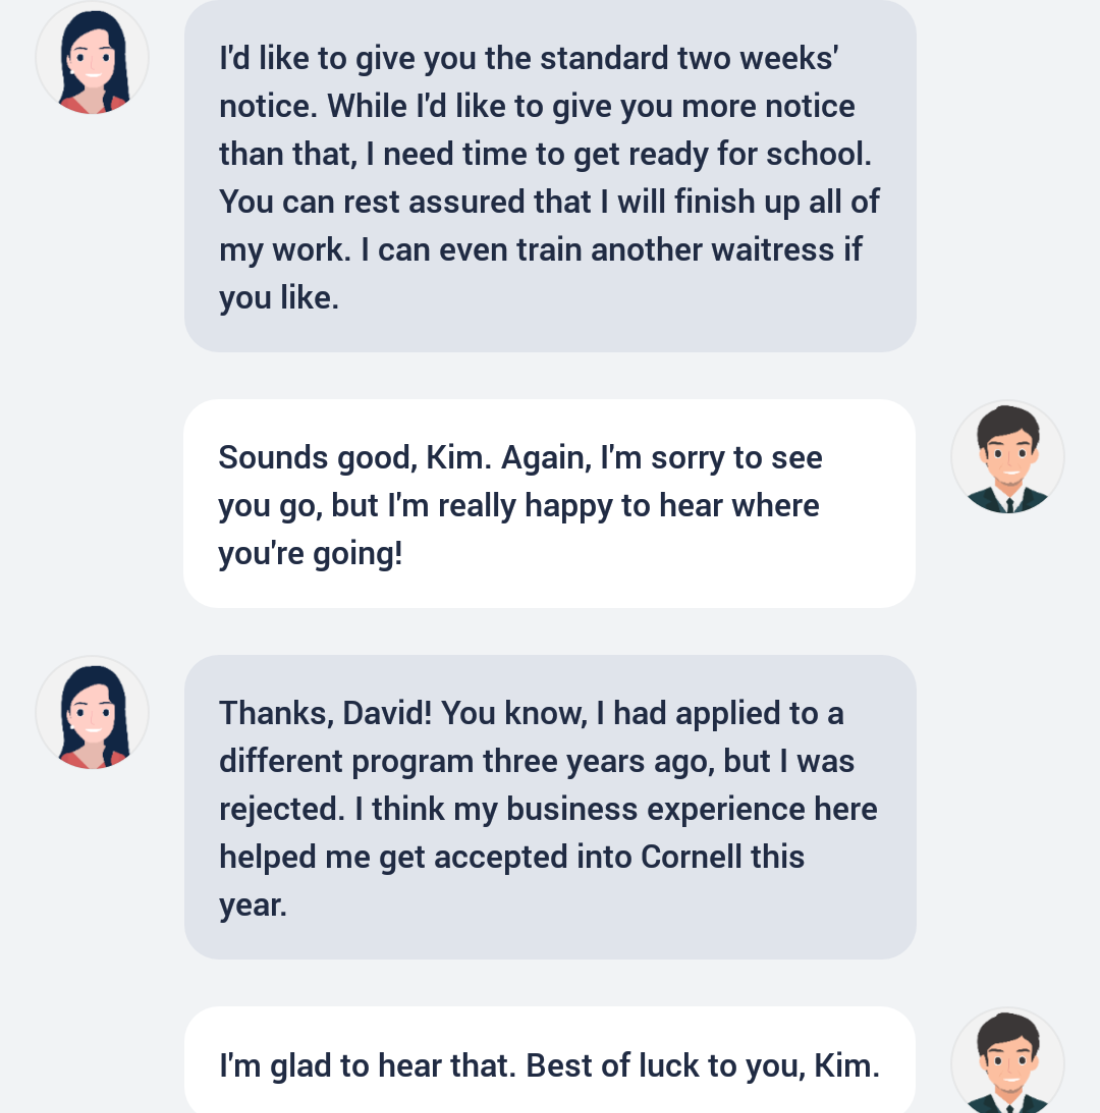 I'd like to give you the standard two weeks'
notice. While I'd like to give you more notice
than that, I need time to get ready for school.
You can rest assured that I will finish up all of
my work. I can even train another waitress if
you like.
Sounds good, Kim. Again, I'm sorry to see
you go, but I'm really happy to hear where
you're going!
Thanks, David! You know, I had applied to a
different program three years ago, but I was
rejected. I think my business experience here
helped me get accepted into Cornell this
year.
I'm glad to hear that. Best of luck to you, Kim.